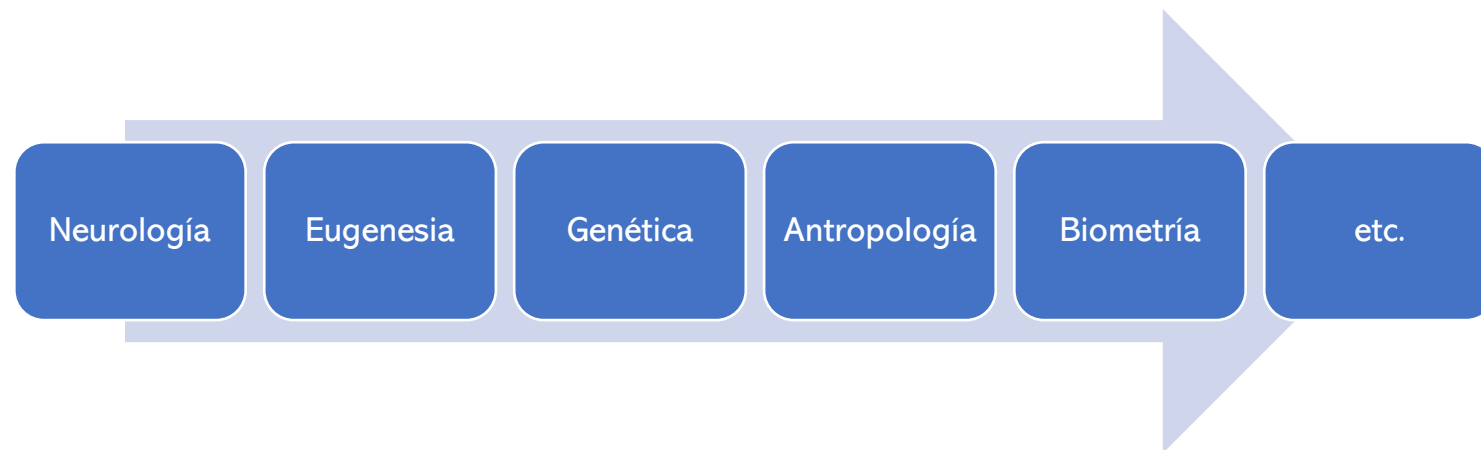 Neurología
Eugenesia
Genética
Antropología
Biometría
etc.